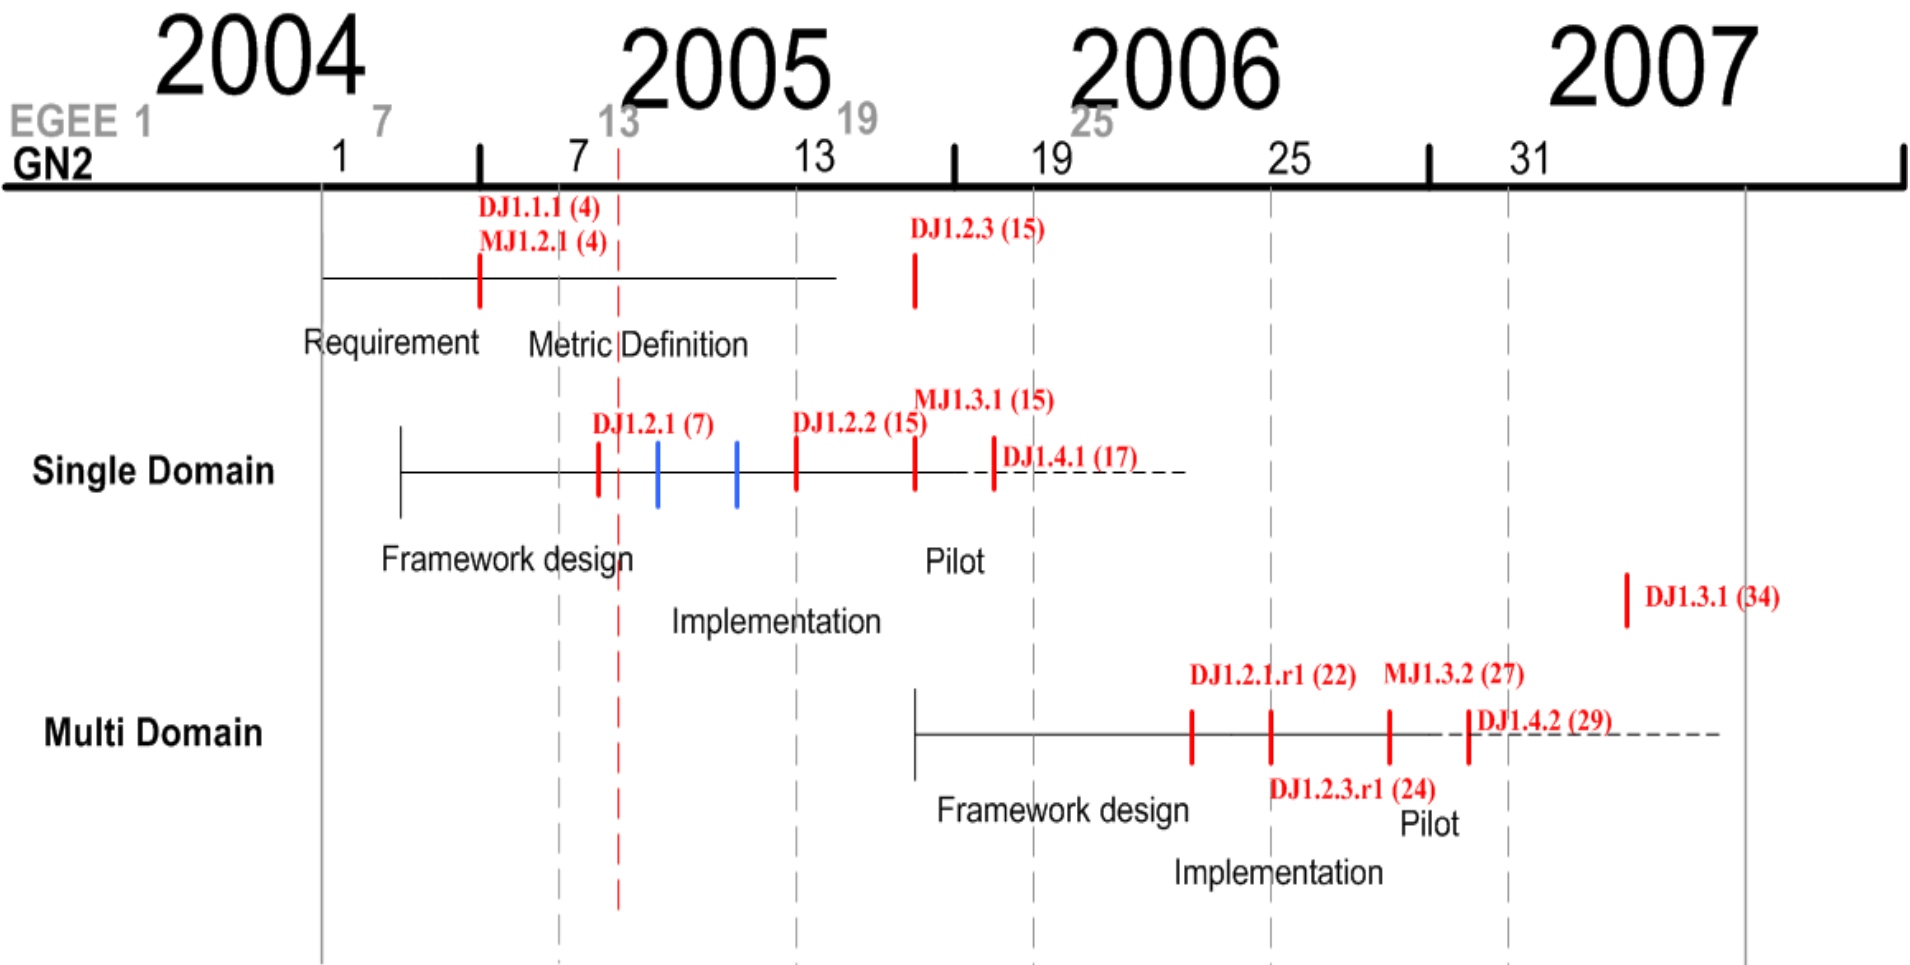 2004 2005 2006 2007
EGEE 1 7 13 19 25
GN2 1 7 13 19 25 31
DJ1.1.1 (4)
MJ1.2.1 (4)
DJ1.2.3 (15)
Requirement Metric Definition
MJ1.3.1 (15)
DJ1.2.1 (7) DJ1.2.2 (15)
Single Domain DJ1.4.1 (17)
Framework design Pilot
DJ1.3.1 (34)
Implementation
DJ1.2.1.r1 (22) MJ1.3.2 (27)
Multi Domain DJ1.4.2 (29)
DJ1.2.3.r1 (24)
Framework design Pilot
Implementation